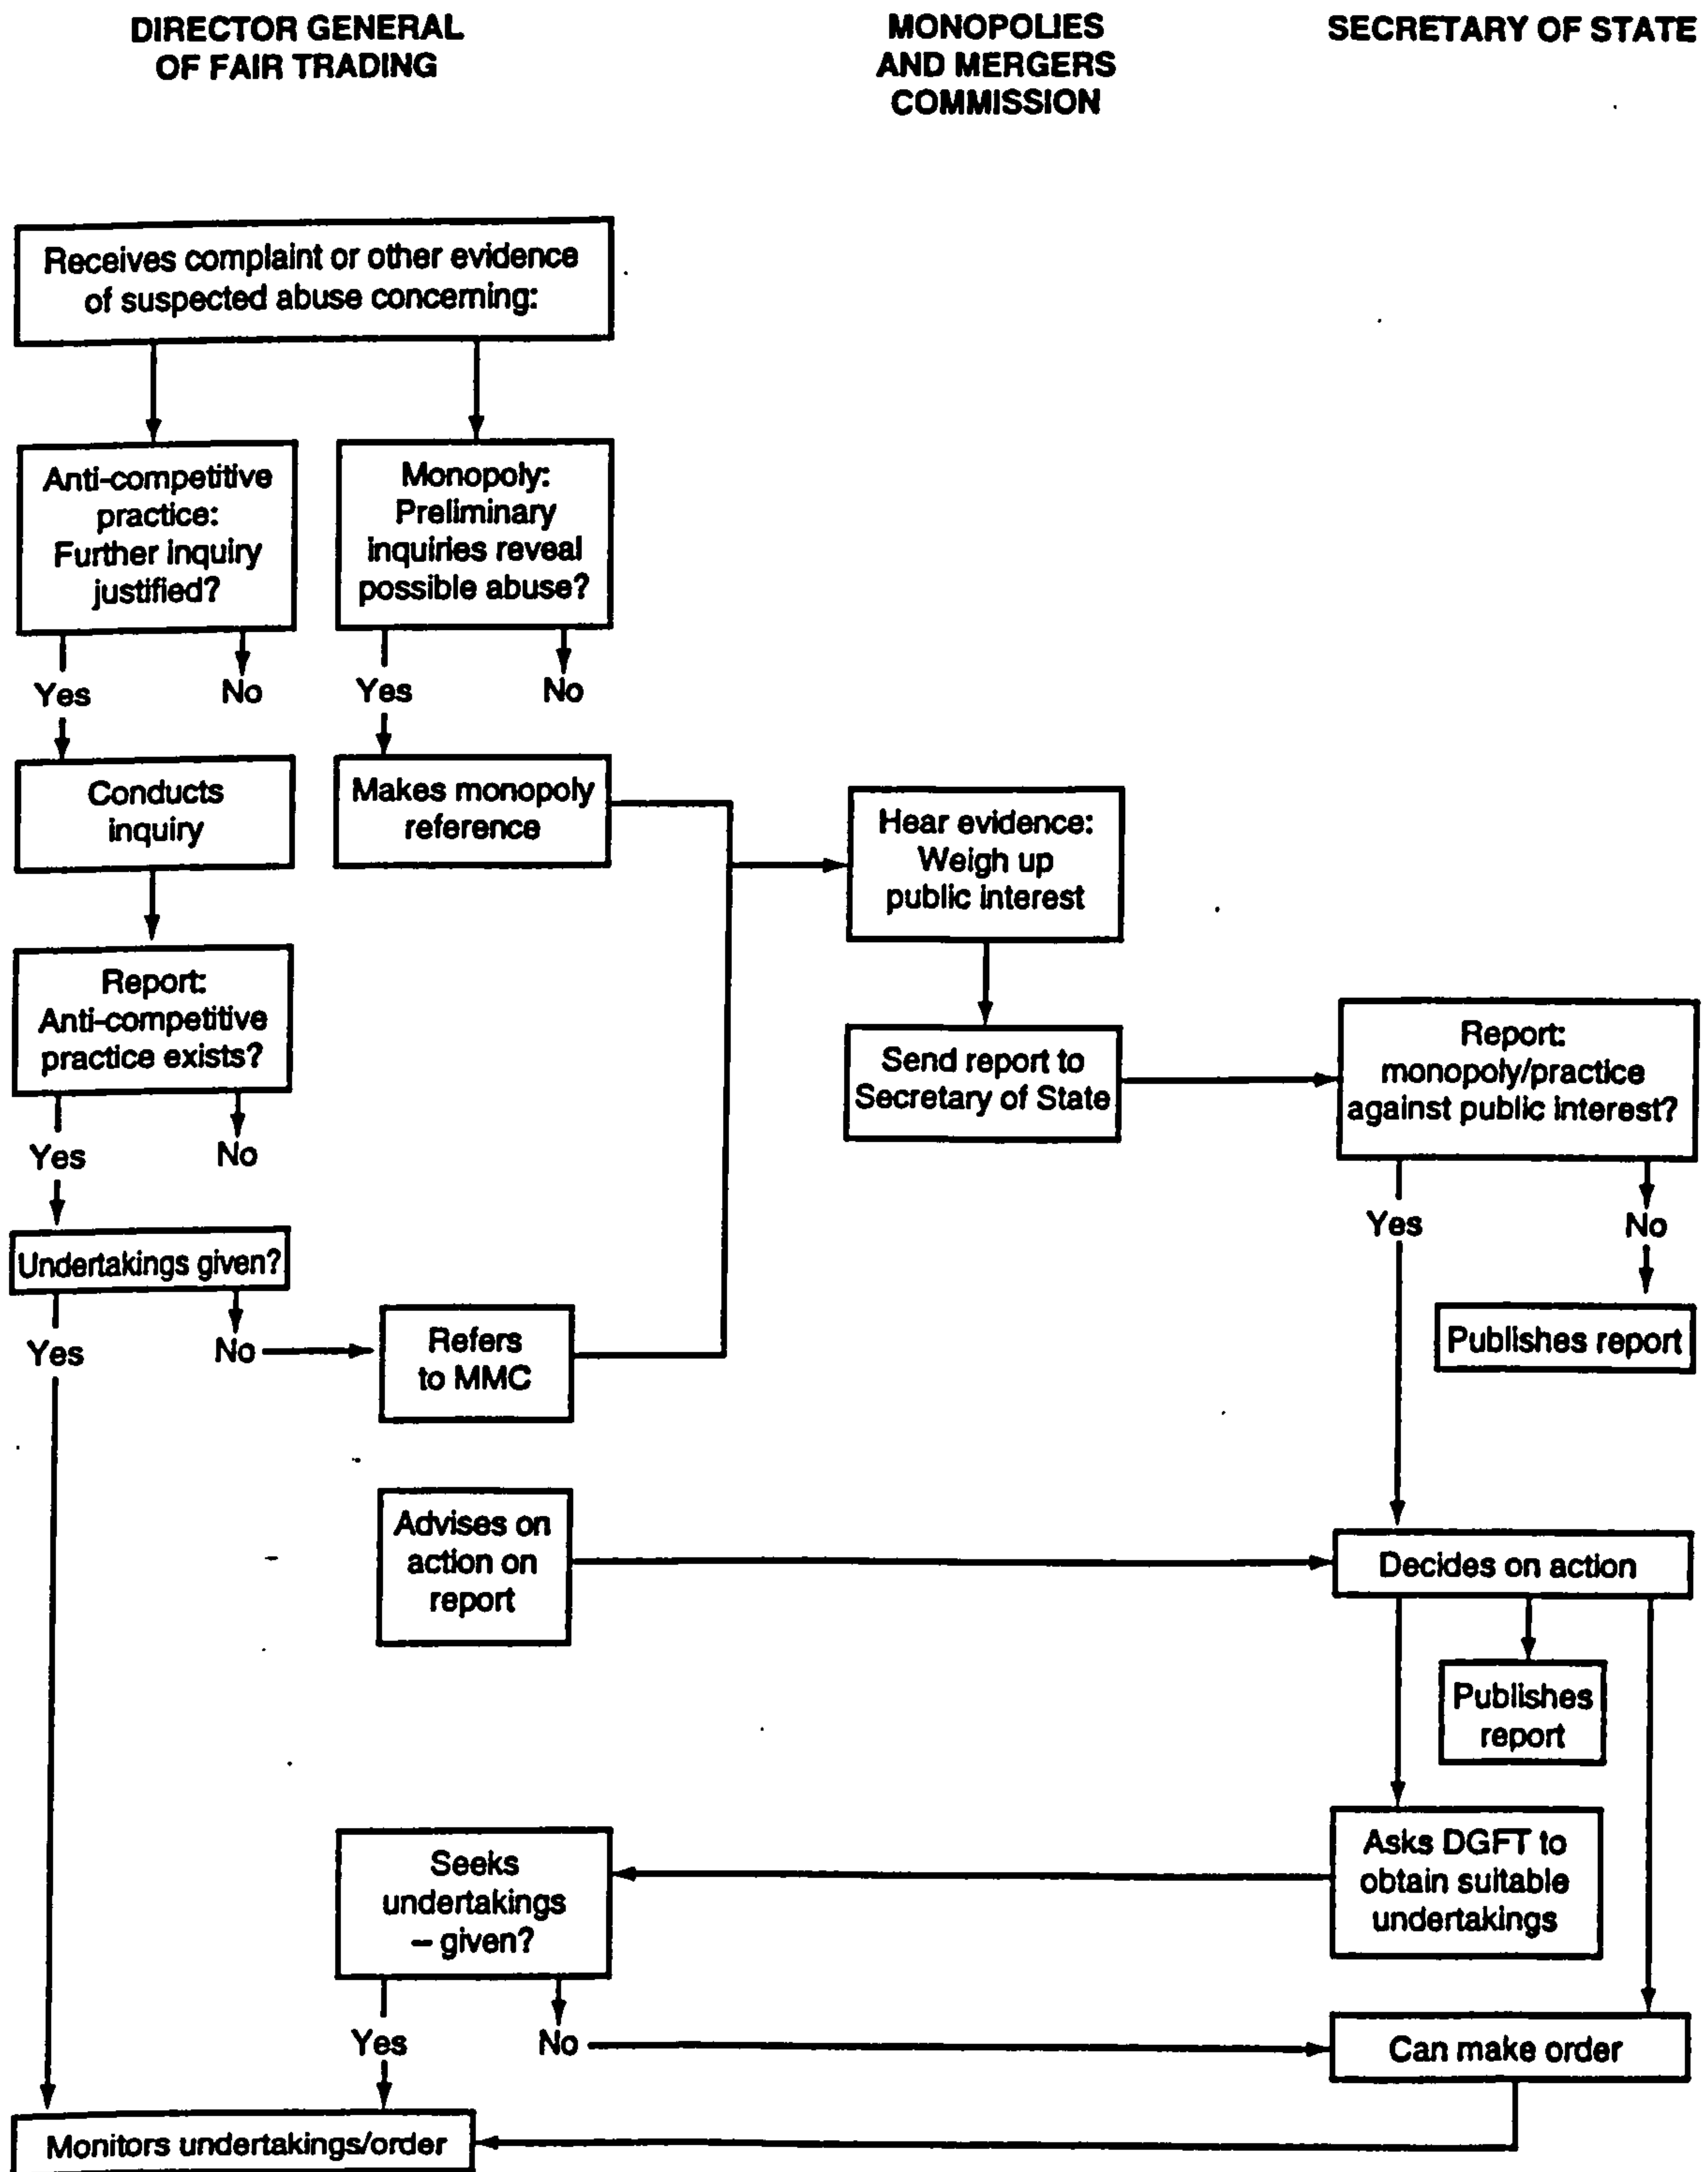 DIRECTOR GENERAL
OF FAIR TRADING
MONOPOLIES
AND MERGERS
COMMISSION
SECRETARY OF STATE
Receives complaint or other evidence
of suspected abuse concerning:
Anti-competitive
practice:
Further inquiry
justified?
Monopoly:
Preliminary
inquiries reveal
possible abuse?
Yes
No
Yes
No
Conducts
inquiry
Makes monopoly
reference
Hear evidence:
Weigh up
public interest
Report:
Anti-competitive
practice exists?
Send report to
Secretary of State
Report:
monopoly/practice
against public interest?
Yes
No
Yes
No
Undertakings given?
Publishes report
Yes
No
Refers
to MMC
Advises on
action on
report
Decides on action
Publishes
report
Asks DGFT to
obtain suitable
undertakings
Seeks
undertakings
– given?
Yes
No
Can make order
Monitors undertakings/order